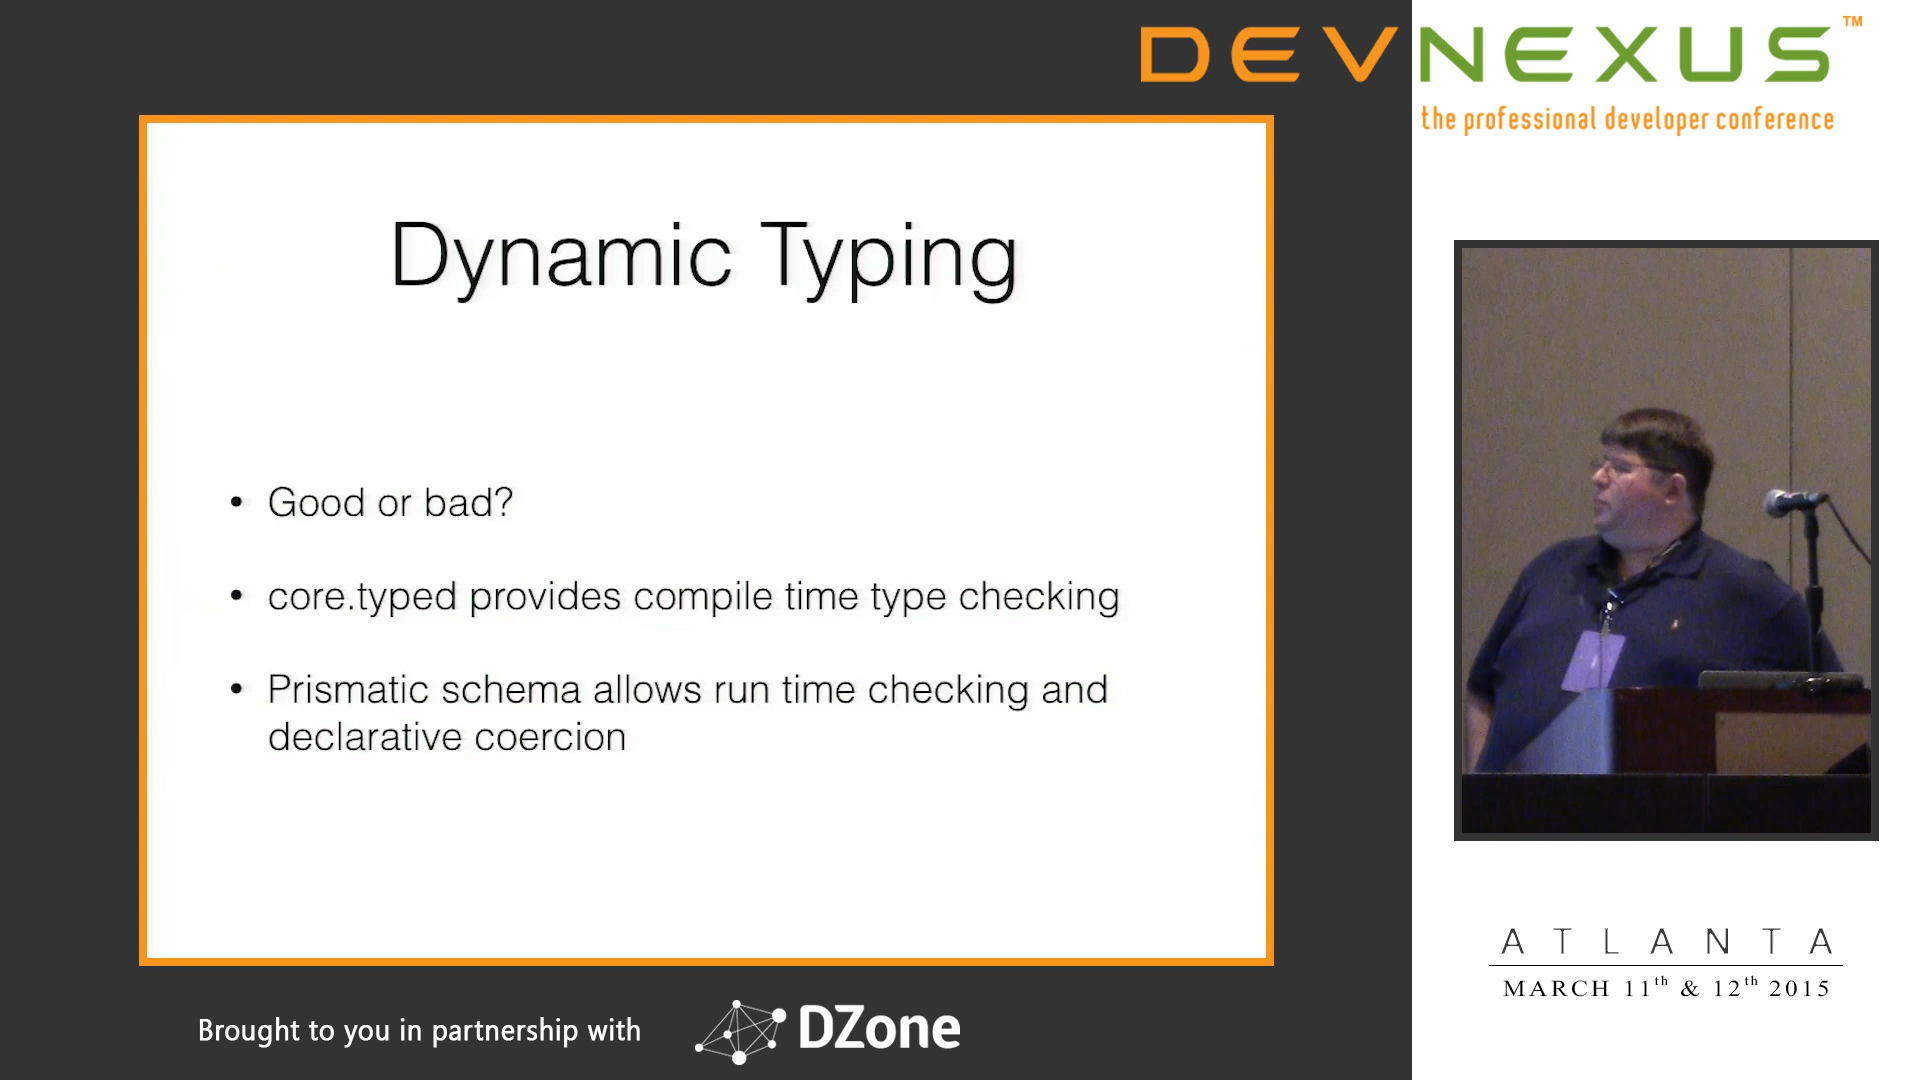 DEVNEXUS™
the professional developer conference
Dynamic Typing
• Good or bad?
• core.typed provides compile time type checking
• Prismatic schema allows run time checking and
declarative coercion
ATLANTA
MARCH 11th & 12th 2015
Brought to you in partnership with
DZone